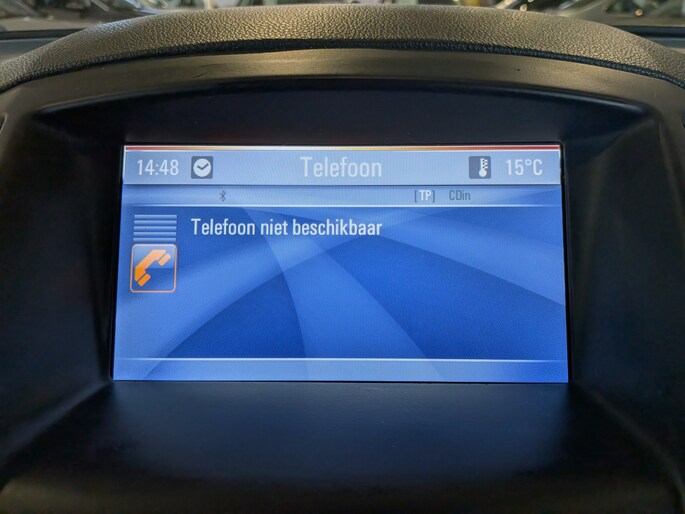 14:48 Telefoon 15°C
[TP] CDin
Telefoon niet beschikbaar